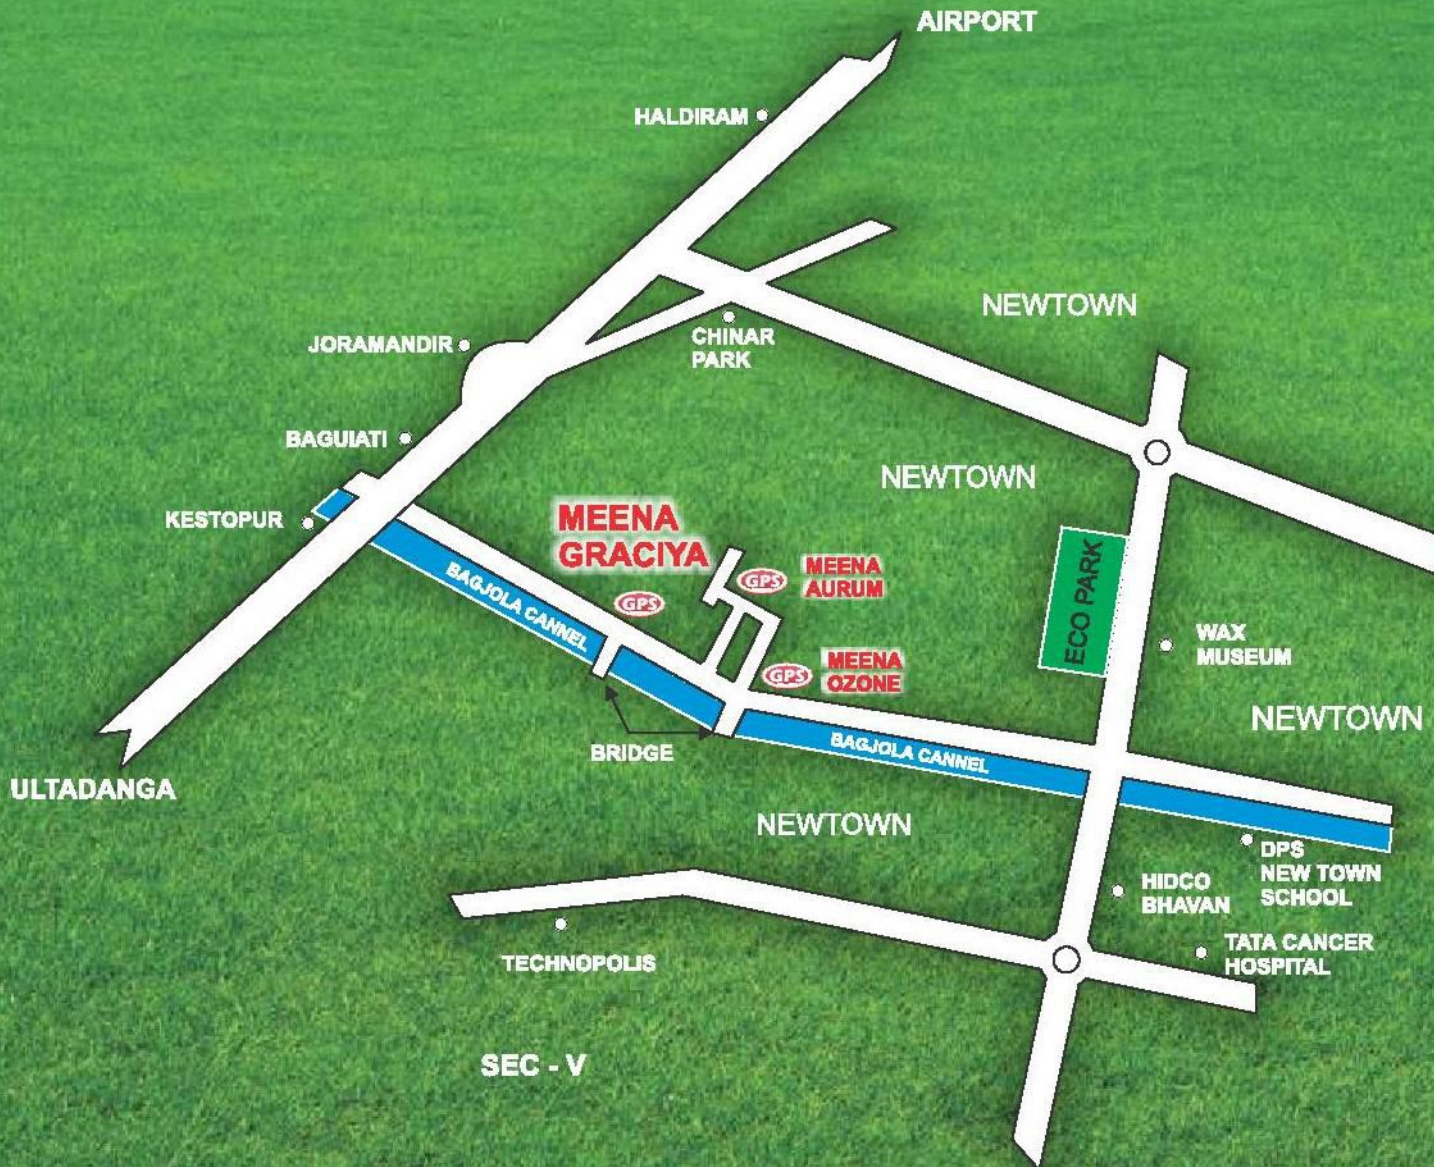 AIRPORT
HALDIRAM
NEWTOWN
CHINAR
PARK
JORAMANDIR
BAGUIATI
NEWTOWN
KESTOPUR
MEENA
GRACIYA
GPS
MEENA
AURUM
GPS
ECO PARK
BAGJOLA CANNEL
WAX
MUSEUM
GPS
MEENA
OZONE
NEWTOWN
BRIDGE
BAGJOLA CANNEL
ULTADANGA
NEWTOWN
DPS
NEW TOWN
SCHOOL
HIDCO
BHAVAN
TECHNOPOLIS
TATA CANCER
HOSPITAL
SEC - V